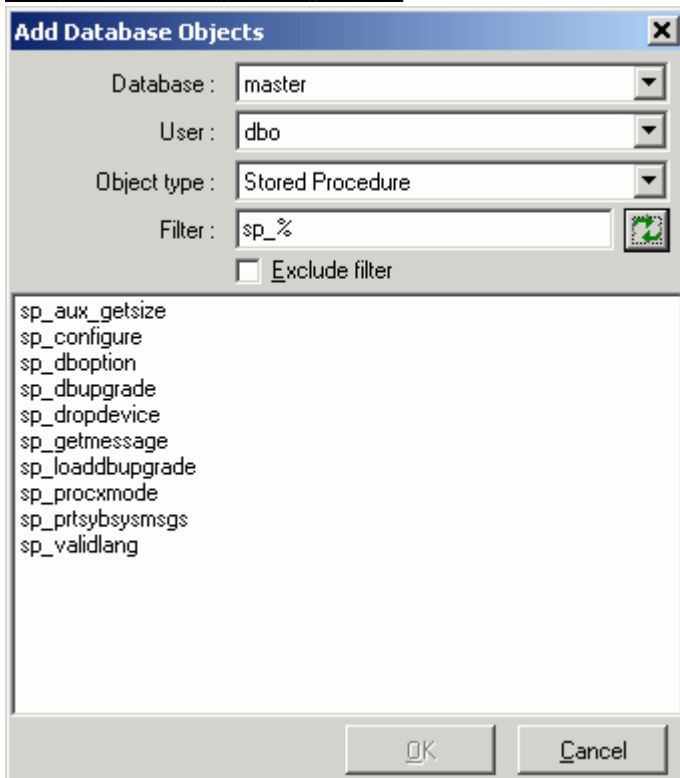 Add Database Objects
Database : master
User : dbo
Object type : Stored Procedure
Filter : sp_%
Exclude filter
sp_aux_getsize
sp_configure
sp_dboption
sp_dbupgrade
sp_dropdevice
sp_getmessage
sp_loaddbupgrade
sp_procxmode
sp_prtsybsysmsgs
sp_validlang
OK Cancel